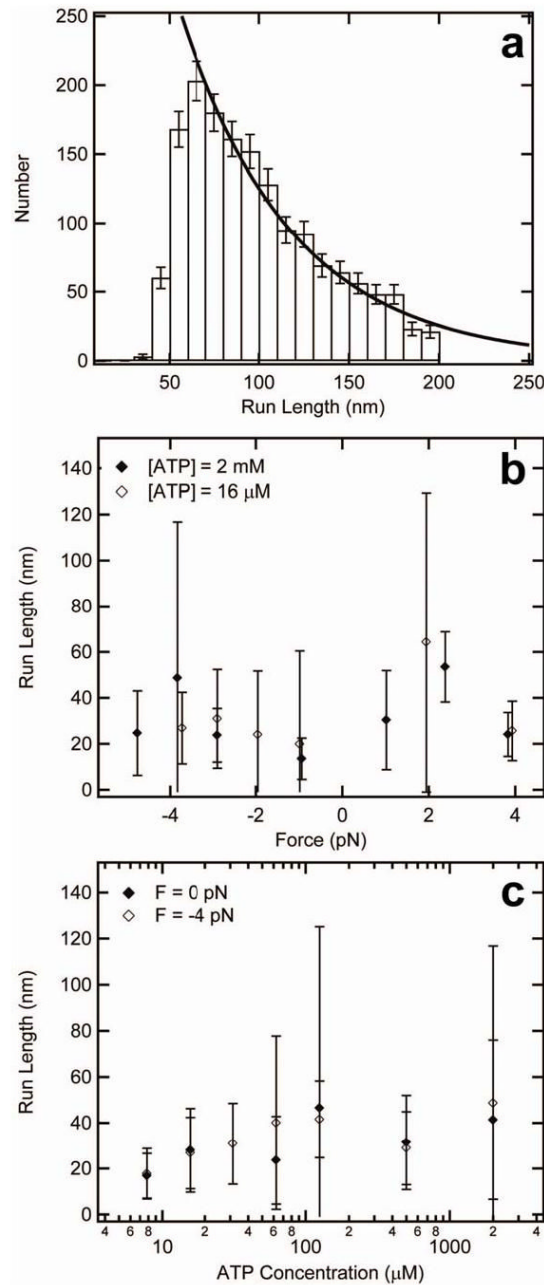 a
250
200
150
100
50
0
Number
50 100 150 200 250
Run Length (nm)
b
[ATP] = 2 mM
[ATP] = 16 μM
140
120
100
80
60
40
20
0
Run Length (nm)
-4 -2 0 2 4
Force (pN)
c
F = 0 pN
F = -4 pN
140
120
100
80
60
40
20
0
Run Length (nm)
4 6 8 10 2 4 6 8 100 2 4 6 8 1000 2 4
ATP Concentration (μM)